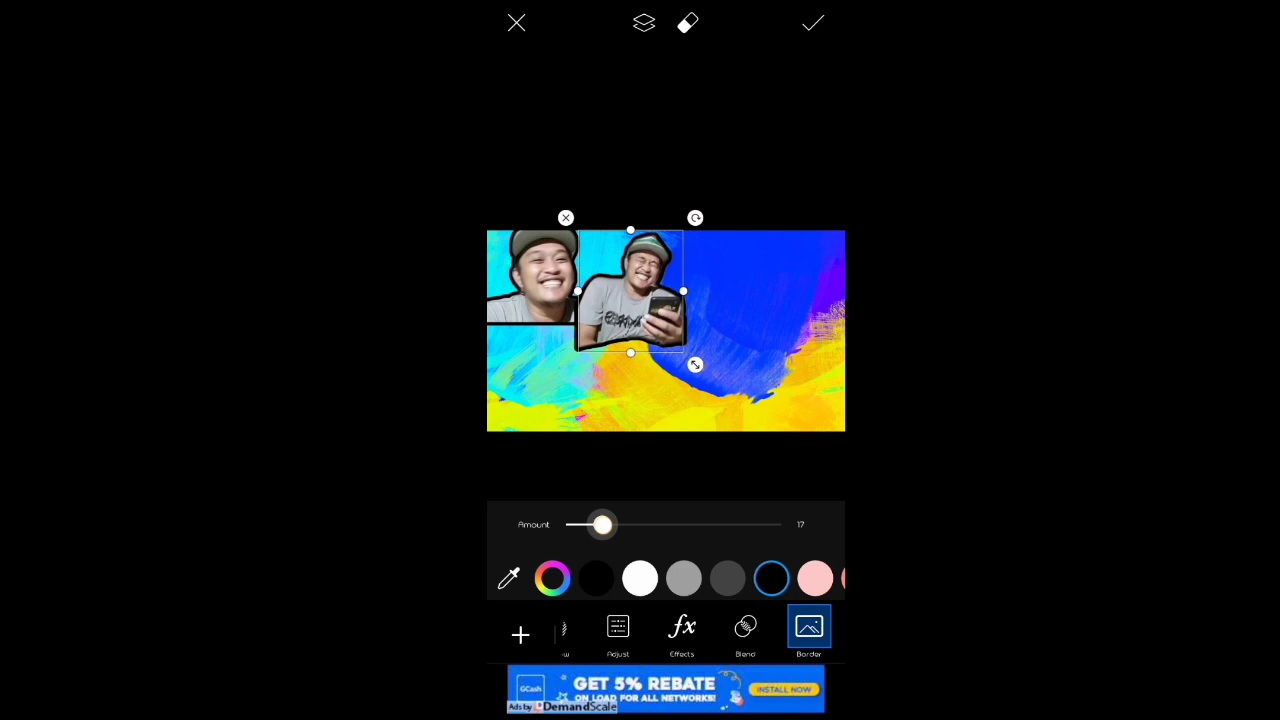 Amount 17
w Adjust Effects Blend Border
GCash
GET 5% REBATE
ON LOAD FOR ALL NETWORKS!
INSTALL NOW
Ads by DemandScale